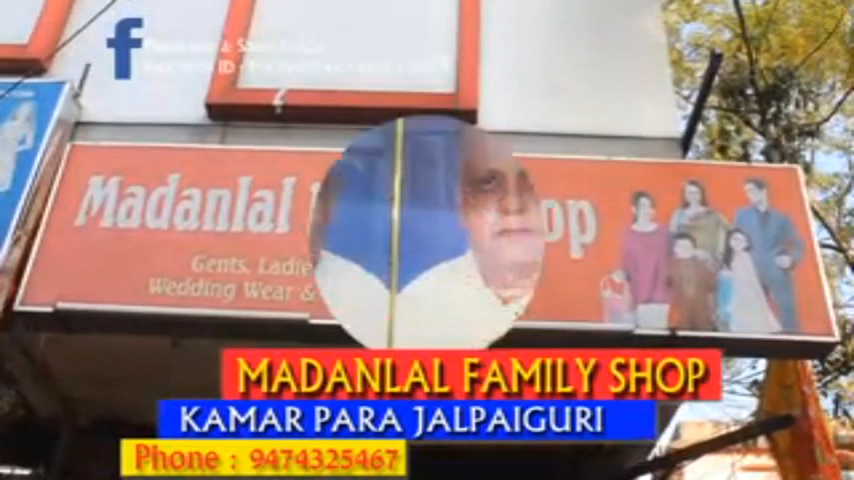 f
Madanlal
op
Gents, Ladie
Wedding Wear &
MADANLAL FAMILY SHOP
KAMAR PARA JALPAIGURI
Phone : 9474325467